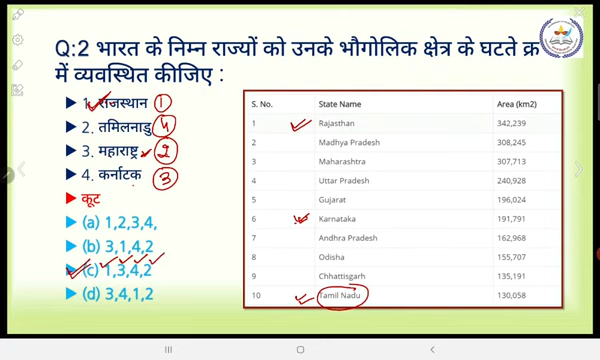 Q:2 भारत के निम्न राज्यों को उनके भौगोलिक क्षेत्र के घटते क्र
में व्यवस्थित कीजिए :
1. राजस्थान 1
2. तमिलनाडु 4
3. महाराष्ट्र 2
4. कर्नाटक 3
कूट
(a) 1,2,3,4,
(b) 3,1,4,2
(c) 1,3,4,2
(d) 3,4,1,2
S. No. State Name Area (km2)
1 Rajasthan 342,239
2 Madhya Pradesh 308,245
3 Maharashtra 307,713
4 Uttar Pradesh 240,928
5 Gujarat 196,024
6 Karnataka 191,791
7 Andhra Pradesh 162,968
8 Odisha 155,707
9 Chhattisgarh 135,191
10 Tamil Nadu 130,058